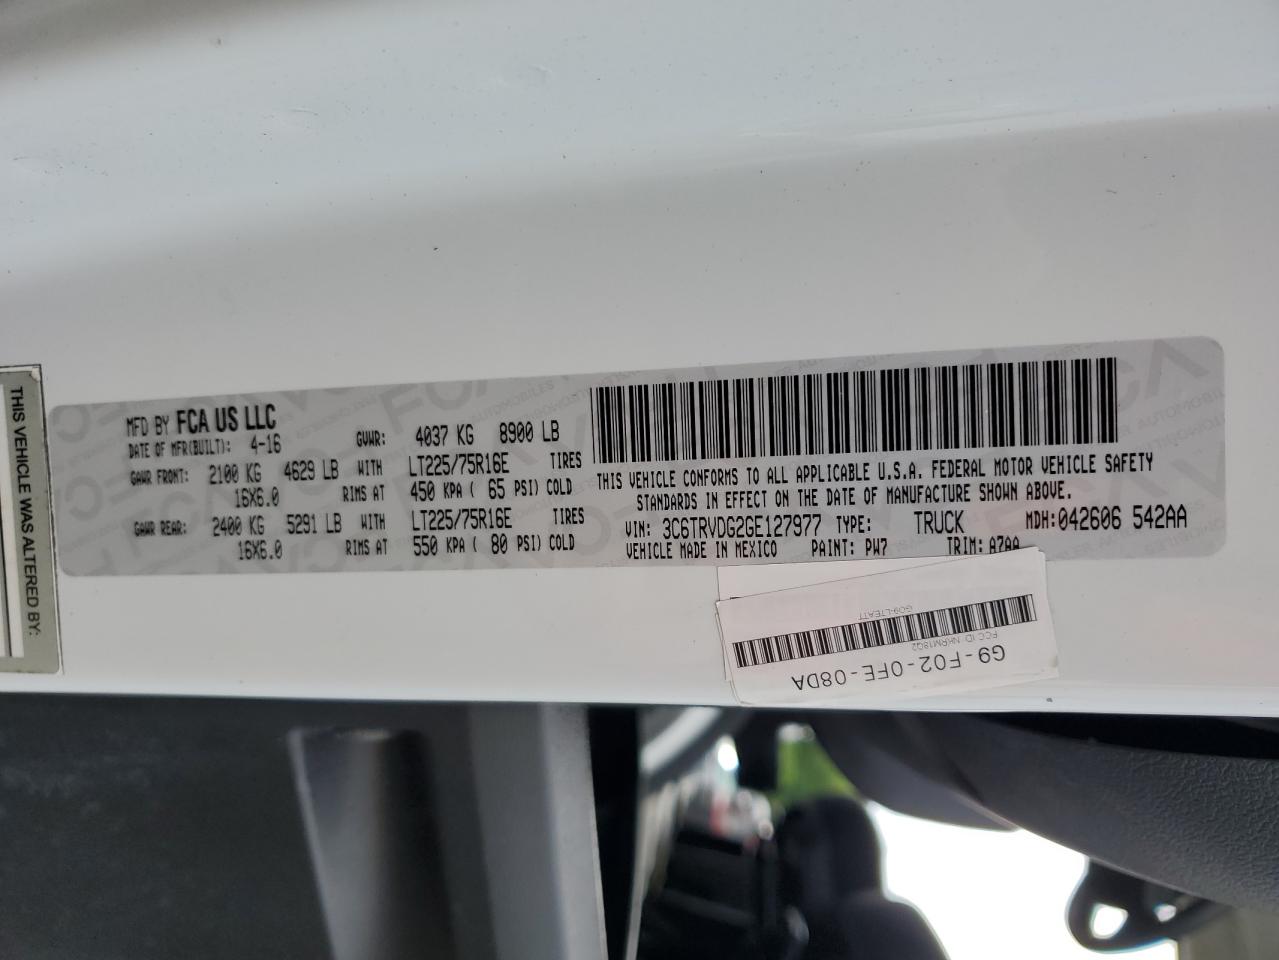 THIS VEHICLE WAS ALTERED BY:
MFD BY FCA US LLC
DATE OF MFR(BUILT): 4-16 GVWR: 4037 KG 8900 LB
GAWR FRONT: 2100 KG 4629 LB WITH LT225/75R16E TIRES
16X6.0 RIMS AT 450 KPA ( 65 PSI) COLD
GAWR REAR: 2400 KG 5291 LB WITH LT225/75R16E TIRES
16X6.0 RIMS AT 550 KPA ( 80 PSI) COLD
THIS VEHICLE CONFORMS TO ALL APPLICABLE U.S.A. FEDERAL MOTOR VEHICLE SAFETY
STANDARDS IN EFFECT ON THE DATE OF MANUFACTURE SHOWN ABOVE.
VIN: 3C6TRVDG2GE127977 TYPE: TRUCK MDH:042606 542AA
VEHICLE MADE IN MEXICO PAINT: PW7 TRIM: A7AA
G9-F02-0FE-08DA
FCC ID NKRM18Q2
G09-LTEATT